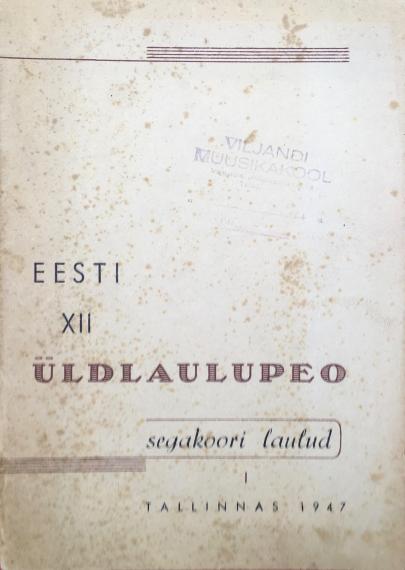 VILJANDI
MUUSIKAKOOL
EESTI
XII
ÜLDLAULUPEO
segakoori laulud
I
TALLINNAS 1947